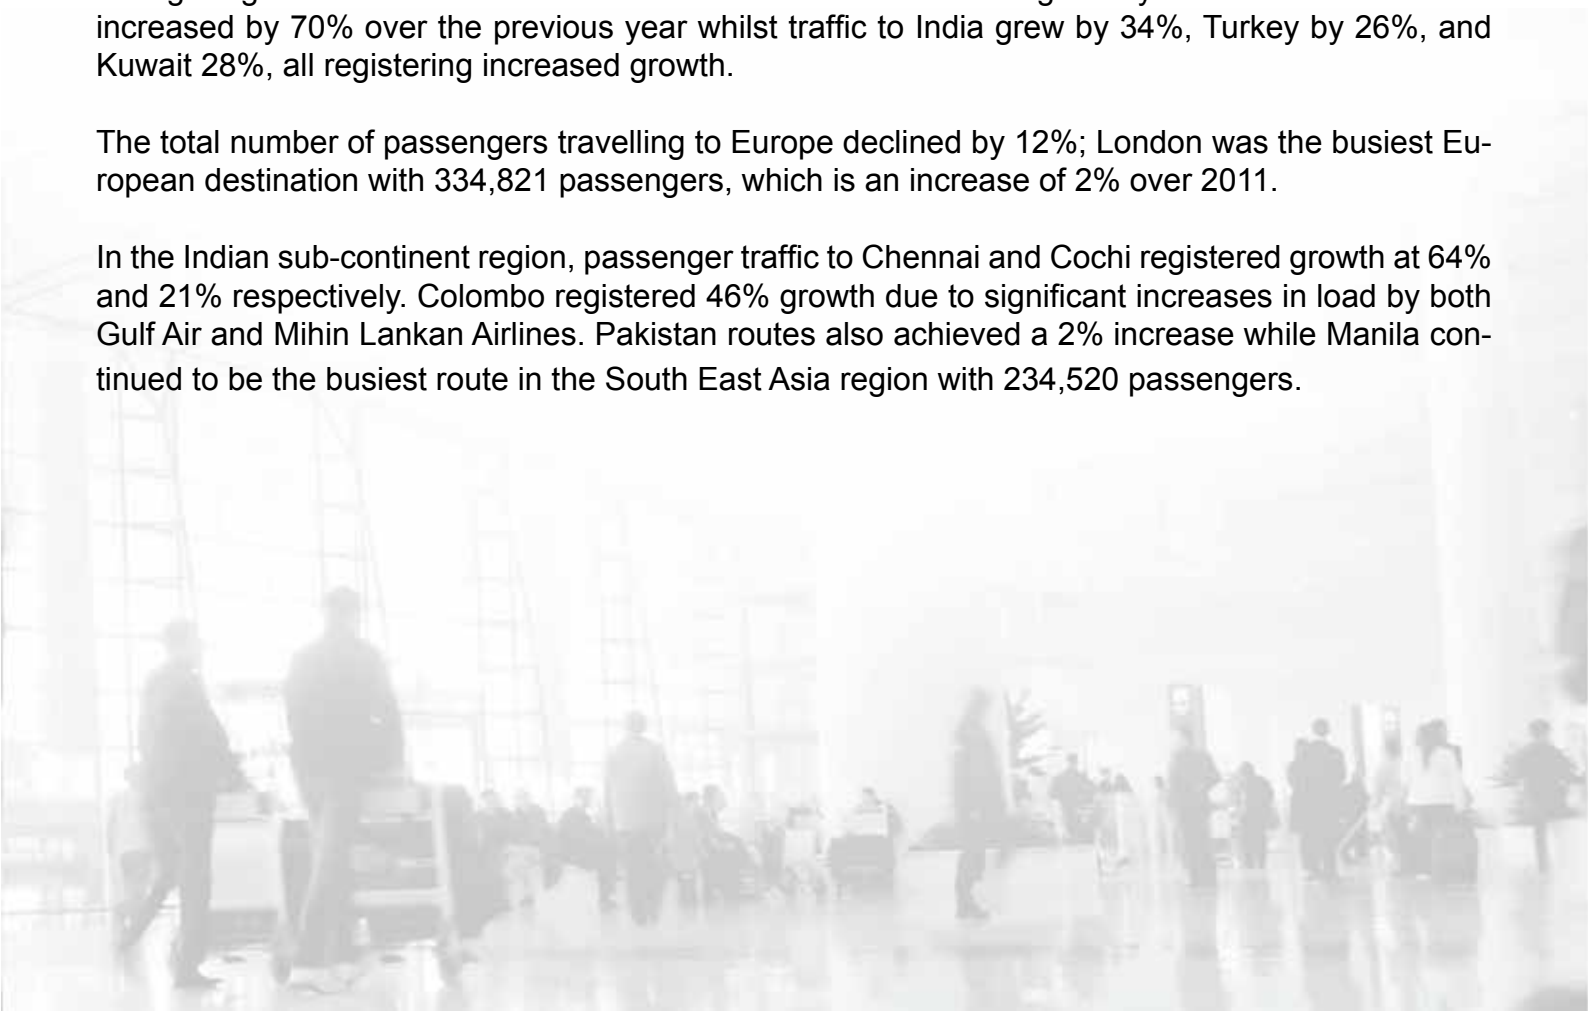 increased by 70% over the previous year whilst traffic to India grew by 34%, Turkey by 26%, and
Kuwait 28%, all registering increased growth.
The total number of passengers travelling to Europe declined by 12%; London was the busiest Eu-
ropean destination with 334,821 passengers, which is an increase of 2% over 2011.
In the Indian sub-continent region, passenger traffic to Chennai and Cochi registered growth at 64%
and 21% respectively. Colombo registered 46% growth due to significant increases in load by both
Gulf Air and Mihin Lankan Airlines. Pakistan routes also achieved a 2% increase while Manila con-
tinued to be the busiest route in the South East Asia region with 234,520 passengers.